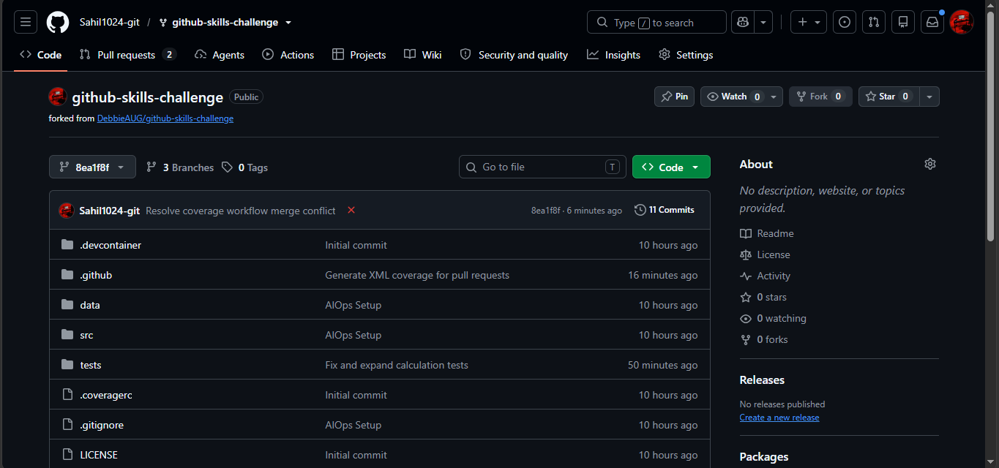 Sahil1024-git / github-skills-challenge
Type / to search
Code
Pull requests 2
Agents
Actions
Projects
Wiki
Security and quality
Insights
Settings
github-skills-challenge Public
Pin
Watch 0
Fork 0
Star 0
forked from DebbieAUG/github-skills-challenge
8ea1f8f
3 Branches
0 Tags
Go to file T
Code
Sahil1024-git Resolve coverage workflow merge conflict 8ea1f8f · 6 minutes ago 11 Commits
.devcontainer Initial commit 10 hours ago
.github Generate XML coverage for pull requests 16 minutes ago
data AIOps Setup 10 hours ago
src AIOps Setup 10 hours ago
tests Fix and expand calculation tests 50 minutes ago
.coveragerc Initial commit 10 hours ago
.gitignore AIOps Setup 10 hours ago
LICENSE Initial commit 10 hours ago
About
No description, website, or topics
provided.
Readme
License
Activity
0 stars
0 watching
0 forks
Releases
No releases published
Create a new release
Packages